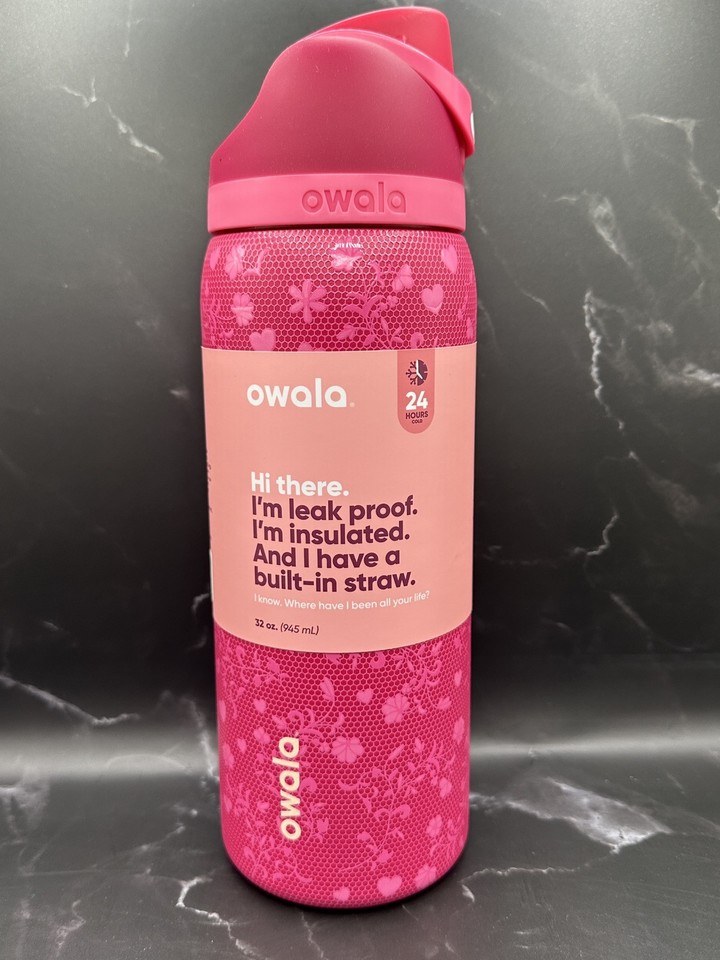 owala
owala
24
HOURS
COLD
Hi there.
I'm leak proof.
I'm insulated.
And I have a
built-in straw.
I know. Where have I been all your life?
32 oz. (945 mL)
owala